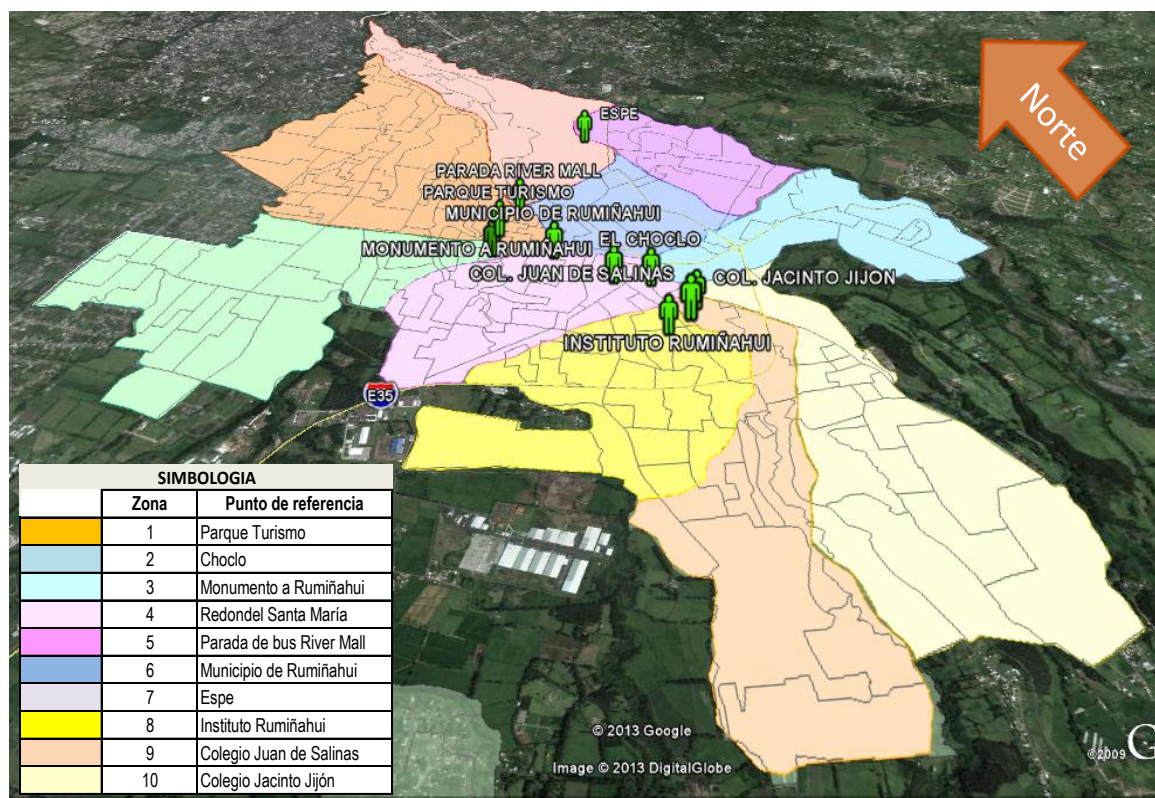 Norte
ESPE
PARADA RIVER MALL
PARQUE TURISMO
MUNICIPIO DE RUMIÑAHUI
EL CHOCLO
MONUMENTO A RUMIÑAHUI
COL. JUAN DE SALINAS
COL. JACINTO JIJON
INSTITUTO RUMIÑAHUI
E35
SIMBOLOGIA
Zona Punto de referencia
1 Parque Turismo
2 Choclo
3 Monumento a Rumiñahui
4 Redondel Santa María
5 Parada de bus River Mall
6 Municipio de Rumiñahui
7 Espe
8 Instituto Rumiñahui
9 Colegio Juan de Salinas
10 Colegio Jacinto Jijón
© 2013 Google
Image © 2013 DigitalGlobe
©2009 G